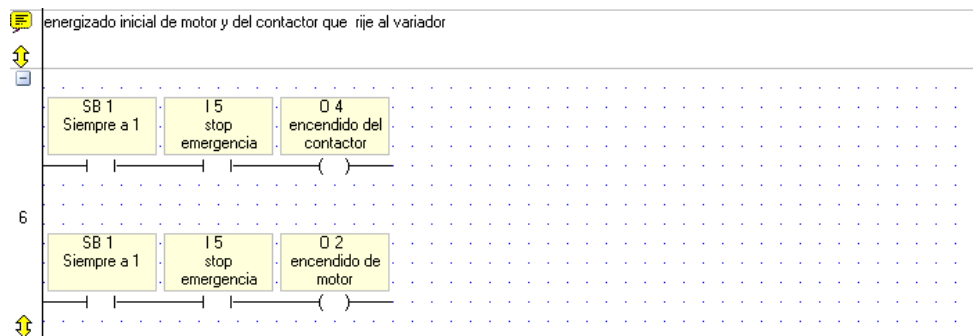 energizado inicial de motor y del contactor que rije al variador
SB 1 I 5 O 4
Siempre a 1 stop encendido del
emergencia contactor
6
SB 1 I 5 O 2
Siempre a 1 stop encendido de
emergencia motor